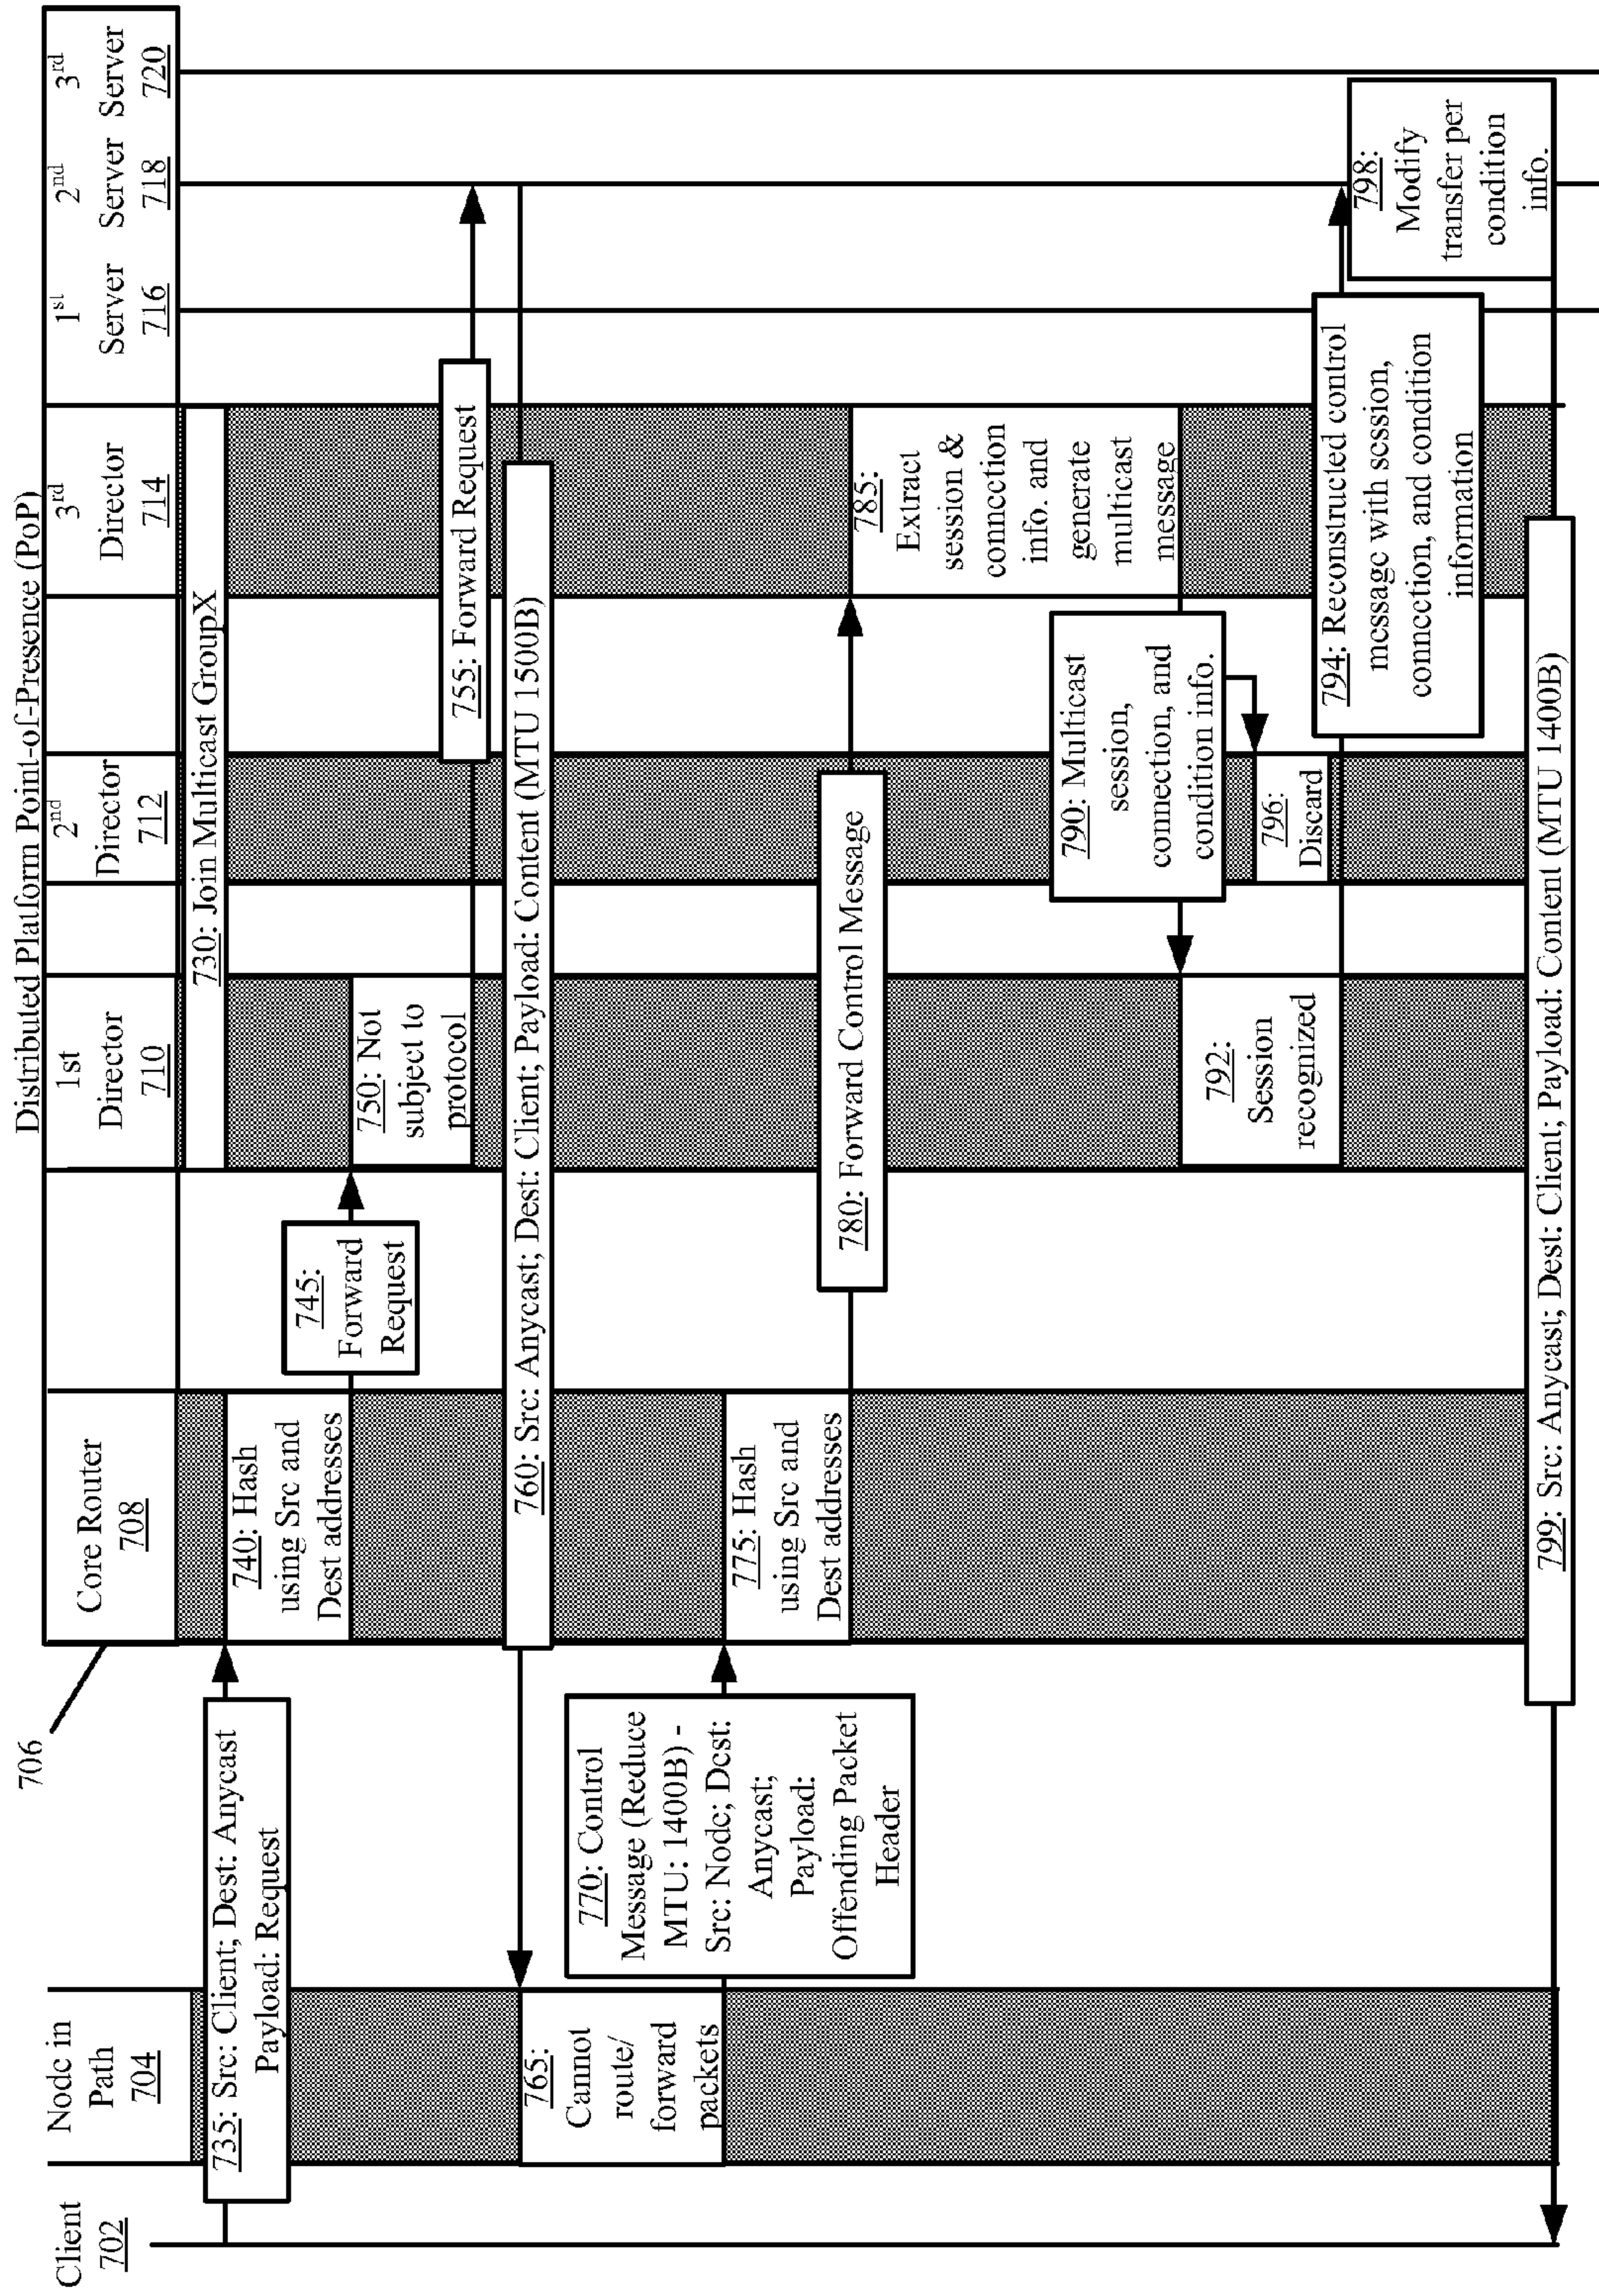 Distributed Platform Point-of-Presence (PoP)
706
Client
702
Node in
Path
704
Core Router
708
1st
Director
710
2nd
Director
712
3rd
Director
714
1st
Server
716
2nd
Server
718
3rd
Server
720
730: Join Multicast GroupX
735: Src: Client; Dest: Anycast
Payload: Request
740: Hash
using Src and
Dest addresses
745:
Forward
Request
750: Not
subject to
protocol
755: Forward Request
760: Src: Anycast; Dest: Client; Payload: Content (MTU 1500B)
765:
Cannot
route/
forward
packets
770: Control
Message (Reduce
MTU: 1400B) -
Src: Node; Dest:
Anycast;
Payload:
Offending Packet
Header
775: Hash
using Src and
Dest addresses
780: Forward Control Message
785:
Extract
session &
connection
info. and
generate
multicast
message
790: Multicast
session,
connection, and
condition info.
792:
Session
recognized
796:
Discard
794: Reconstructed control
message with session,
connection, and condition
information
798:
Modify
transfer per
condition
info.
799: Src: Anycast; Dest: Client; Payload: Content (MTU 1400B)